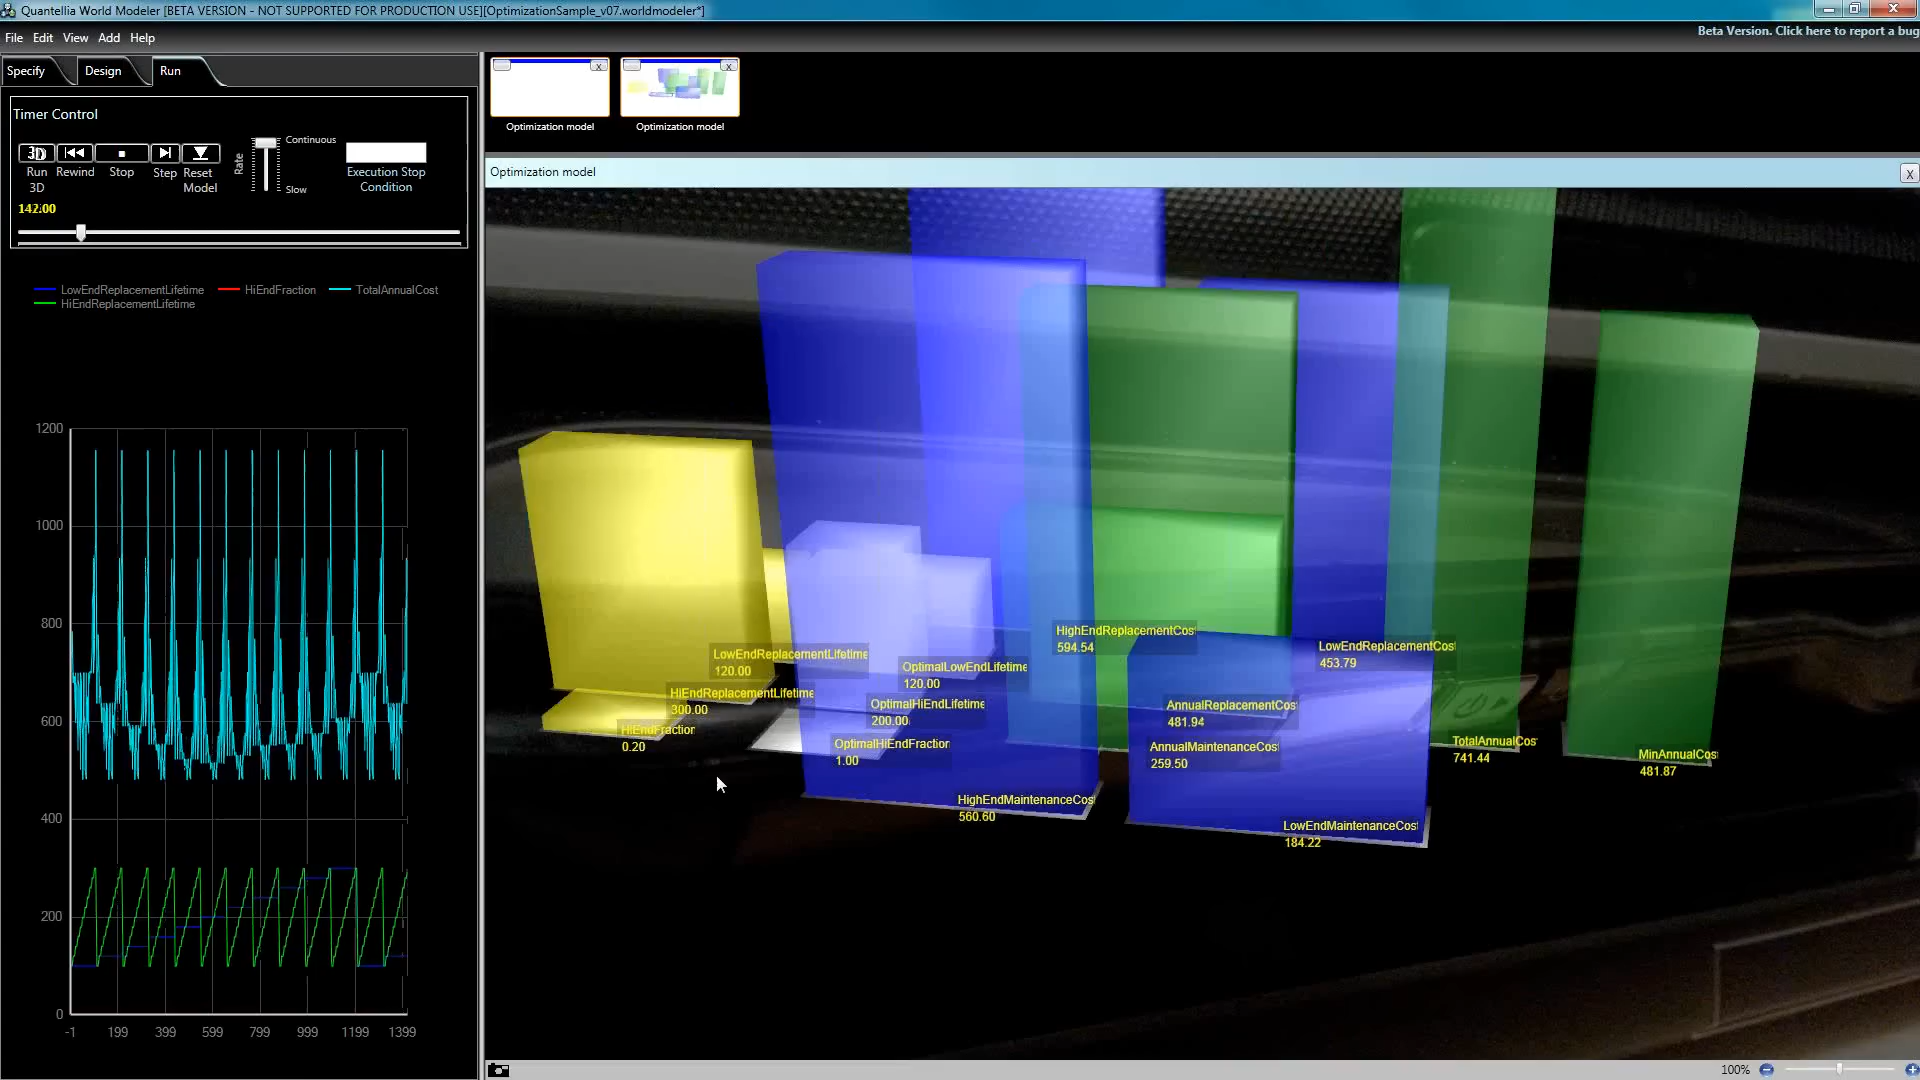 Quantellia World Modeler [BETA VERSION - NOT SUPPORTED FOR PRODUCTION USE][OptimizationSample_v07.worldmodeler*]
File Edit View Add Help
Beta Version. Click here to report a bug
Specify Design Run
Timer Control
3D
Run 3D
Rewind
Stop
Step
Reset Model
Rate
Continuous
Slow
Execution Stop Condition
142.00
LowEndReplacementLifetime HiEndFraction TotalAnnualCost
HiEndReplacementLifetime
1200
1000
800
600
400
200
0
-1 199 399 599 799 999 1199 1399
Optimization model
Optimization model
Optimization model
X
HighEndReplacementCos
594.54
LowEndReplacementCos
453.79
LowEndReplacementLifetime
120.00
OptimalLowEndLifetime
120.00
HiEndReplacementLifetime
300.00
OptimalHiEndLifetime
200.00
AnnualReplacementCos
481.94
HiEndFraction
0.20
OptimalHiEndFraction
1.00
AnnualMaintenanceCos
259.50
TotalAnnualCos
741.44
MinAnnualCos
481.87
HighEndMaintenanceCos
560.60
LowEndMaintenanceCos
184.22
100%